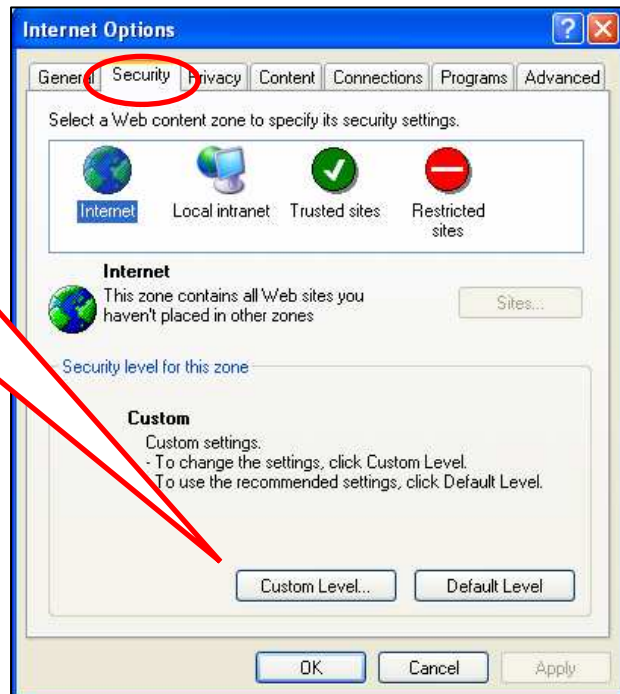 Internet Options
General Security Privacy Content Connections Programs Advanced
Select a Web content zone to specify its security settings.
Internet Local intranet Trusted sites Restricted sites
Internet
This zone contains all Web sites you
haven't placed in other zones
Sites...
Security level for this zone
Custom
Custom settings.
- To change the settings, click Custom Level.
- To use the recommended settings, click Default Level.
Custom Level... Default Level
OK Cancel Apply